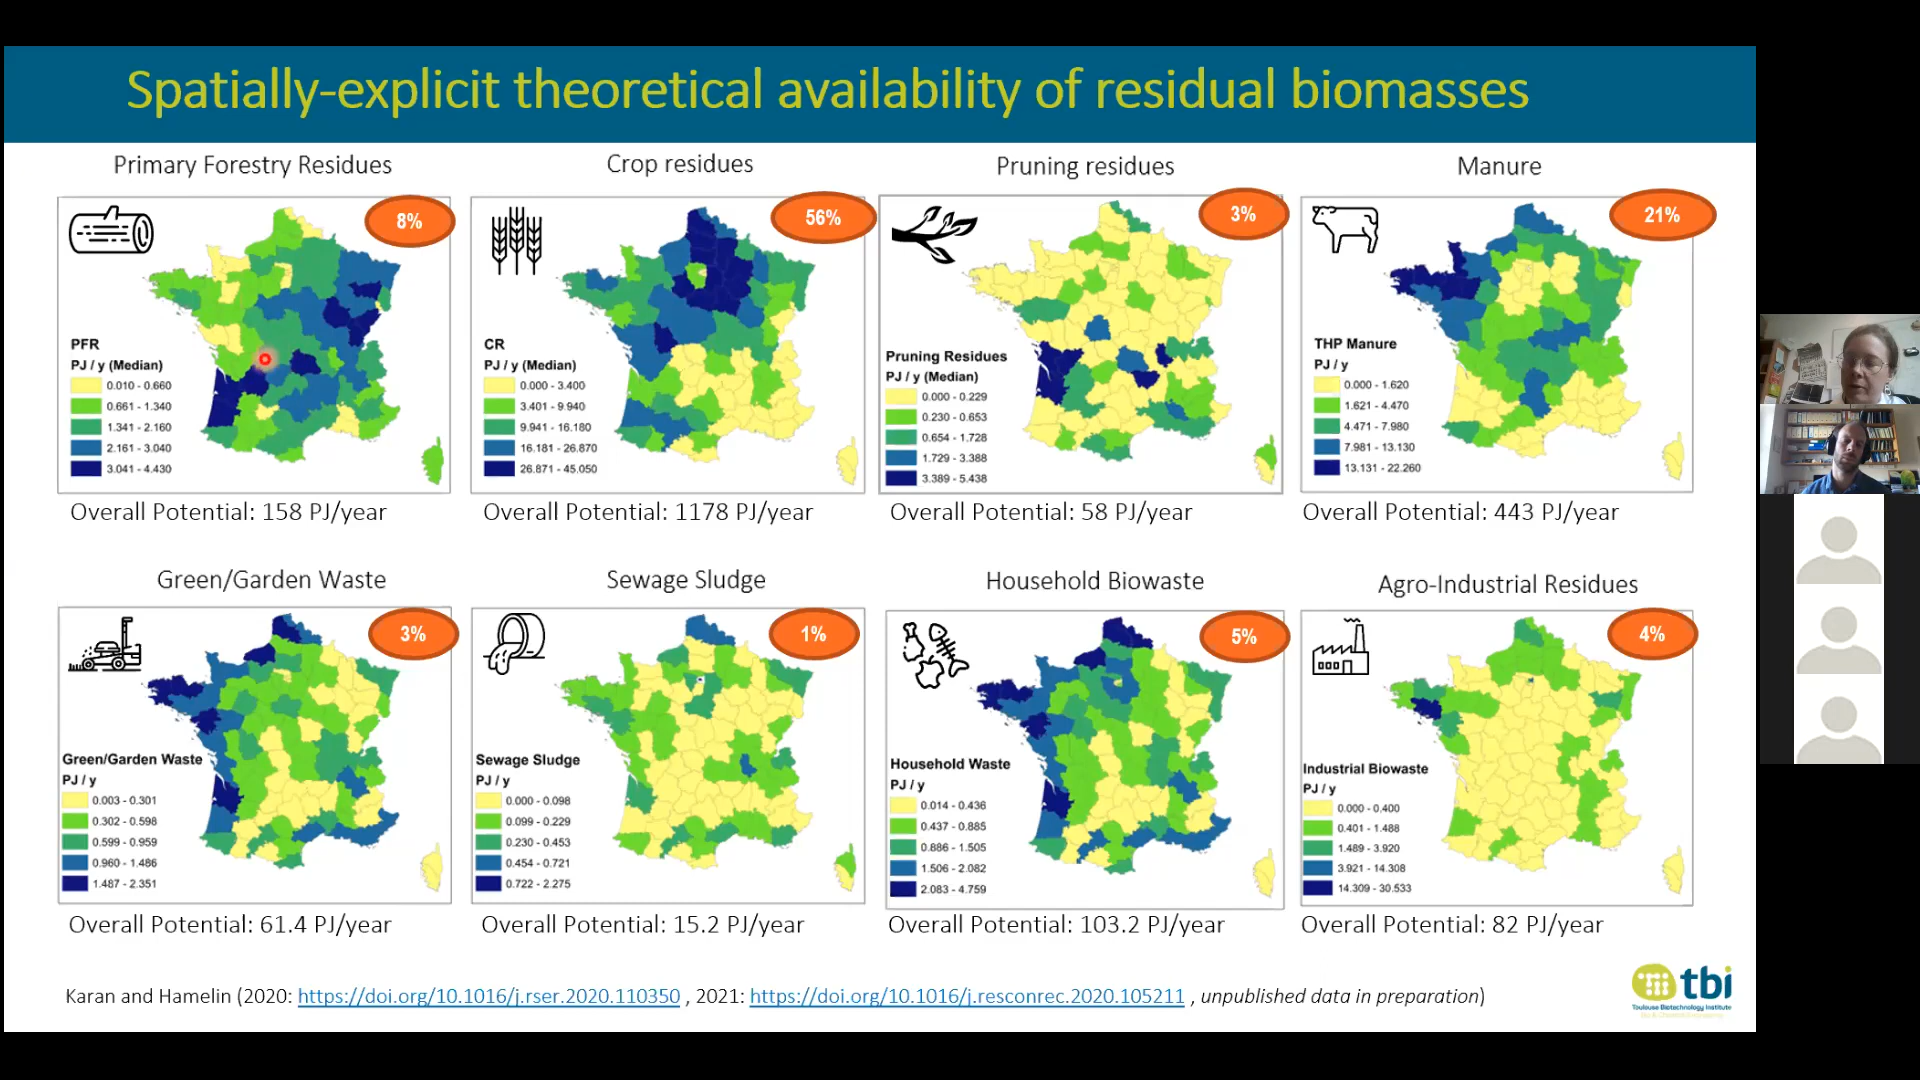 Spatially-explicit theoretical availability of residual biomasses
Primary Forestry Residues
8%
PFR
PJ / y (Median)
0.010 - 0.660
0.661 - 1.340
1.341 - 2.160
2.161 - 3.040
3.041 - 4.430
Overall Potential: 158 PJ/year
Crop residues
56%
CR
PJ / y (Median)
0.000 - 3.400
3.401 - 9.940
9.941 - 16.180
16.181 - 26.870
26.871 - 45.050
Overall Potential: 1178 PJ/year
Pruning residues
3%
Pruning Residues
PJ / y (Median)
0.000 - 0.229
0.230 - 0.653
0.654 - 1.728
1.729 - 3.388
3.389 - 5.438
Overall Potential: 58 PJ/year
Manure
21%
THP Manure
PJ / y
0.000 - 1.620
1.621 - 4.470
4.471 - 7.980
7.981 - 13.130
13.131 - 22.260
Overall Potential: 443 PJ/year
Green/Garden Waste
3%
Green/Garden Waste
PJ / y
0.003 - 0.301
0.302 - 0.598
0.599 - 0.959
0.960 - 1.486
1.487 - 2.351
Overall Potential: 61.4 PJ/year
Sewage Sludge
1%
Sewage Sludge
PJ / y
0.000 - 0.098
0.099 - 0.229
0.230 - 0.453
0.454 - 0.721
0.722 - 2.275
Overall Potential: 15.2 PJ/year
Household Biowaste
5%
Household Waste
PJ / y
0.014 - 0.436
0.437 - 0.885
0.886 - 1.505
1.506 - 2.082
2.083 - 4.759
Overall Potential: 103.2 PJ/year
Agro-Industrial Residues
4%
Industrial Biowaste
PJ / y
0.000 - 0.400
0.401 - 1.488
1.489 - 3.920
3.921 - 14.308
14.309 - 30.533
Overall Potential: 82 PJ/year
Karan and Hamelin (2020: https://doi.org/10.1016/j.rser.2020.110350 , 2021: https://doi.org/10.1016/j.resconrec.2020.105211 , unpublished data in preparation)
tbi
Toulouse Biotechnology Institute